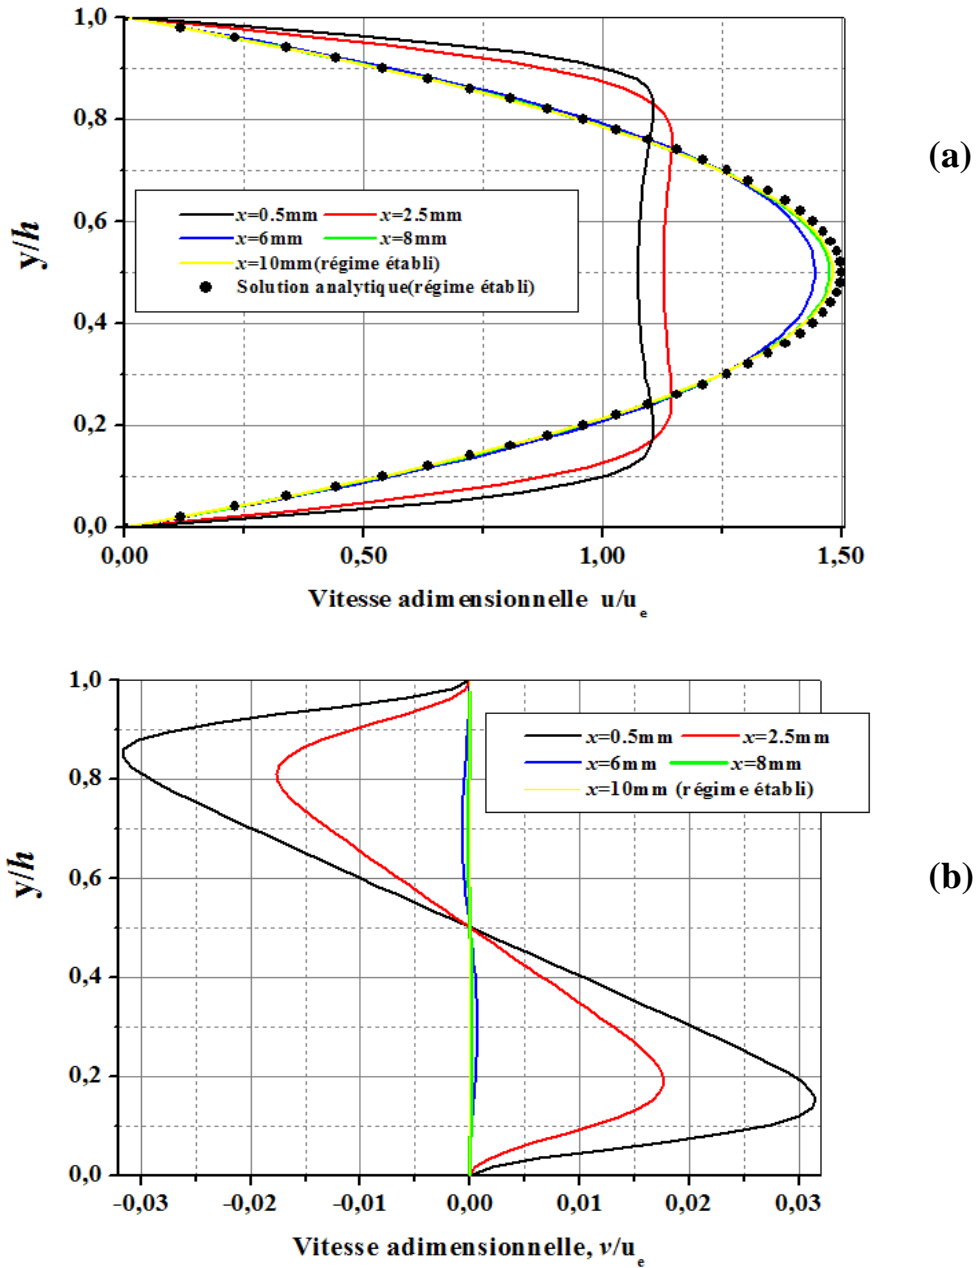 1,0
0,8
0,6
0,4
0,2
0,0
y/h
x=0.5mm x=2.5mm
x=6mm x=8mm
x=10mm(régime établi)
Solution analytique(régime établi)
(a)
0,00 0,50 1,00 1,50
Vitesse adimensionnelle u/ue
1,0
0,8
0,6
0,4
0,2
0,0
y/h
x=0.5mm x=2.5mm
x=6mm x=8mm
x=10mm (régime établi)
(b)
-0,03 -0,02 -0,01 0,00 0,01 0,02 0,03
Vitesse adimensionnelle, v/ue